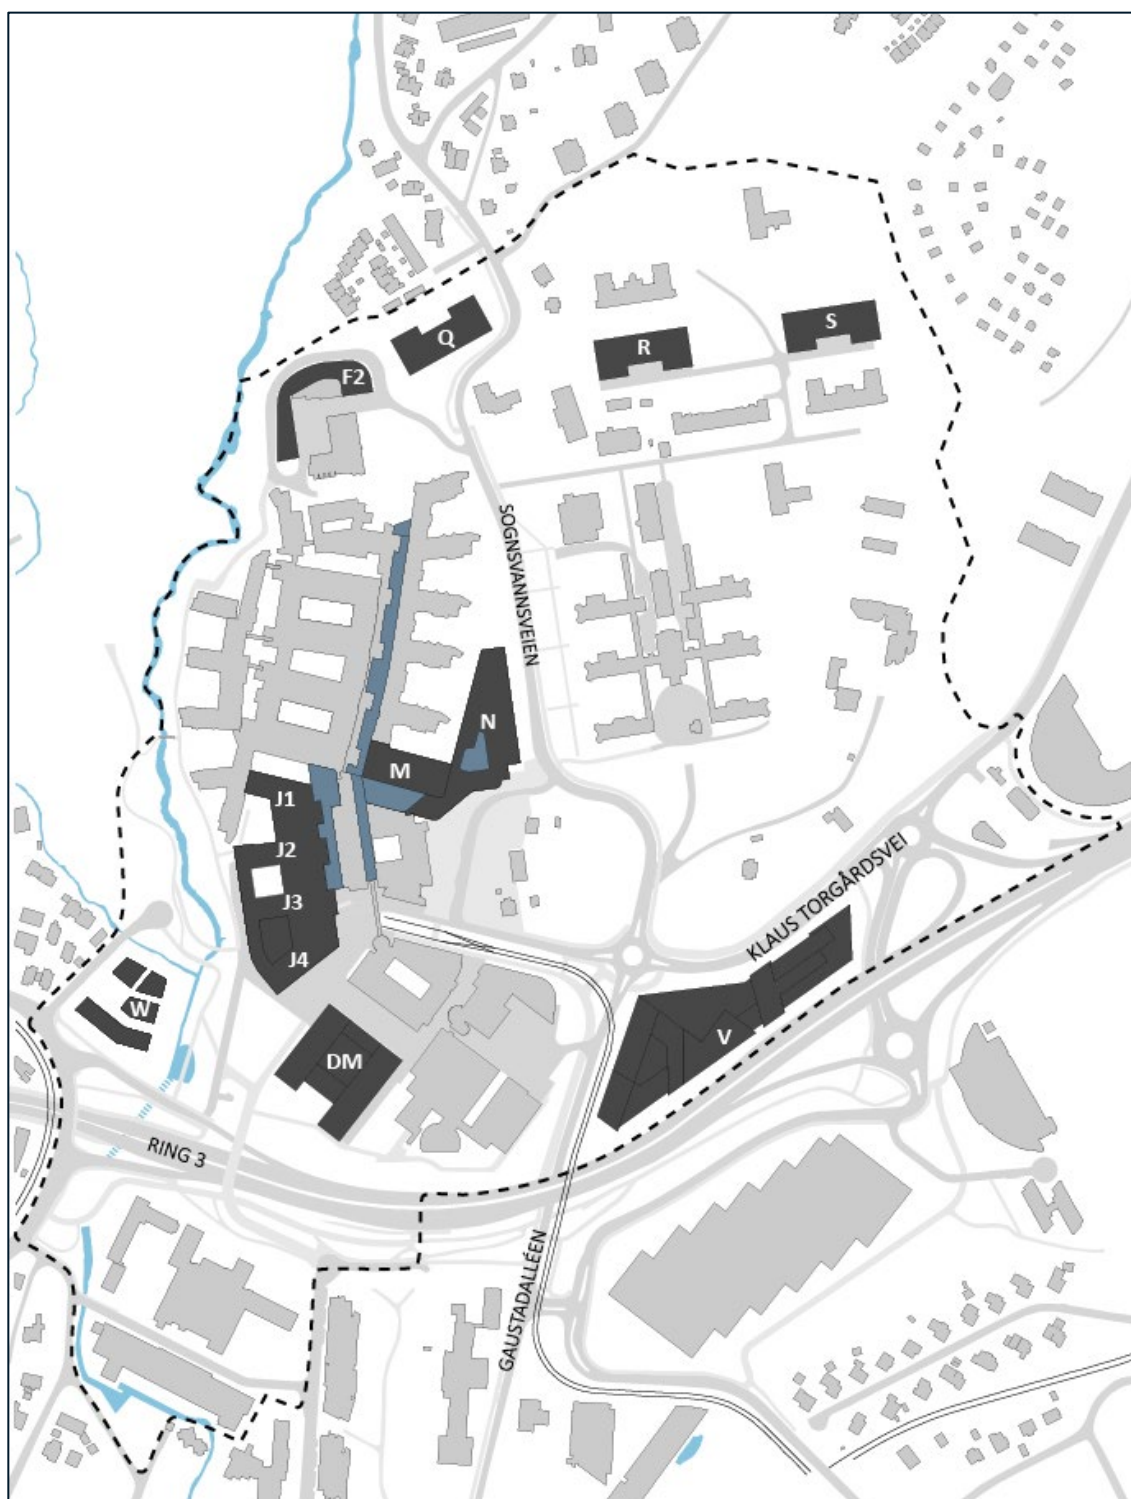 S
Q
R
F2
SOGNSVANNSVEIEN
N
M
J1
J2
J3
J4
KLAUS TORGÅRDSVEI
W
V
DM
RING 3
GAUSTADALLÉEN